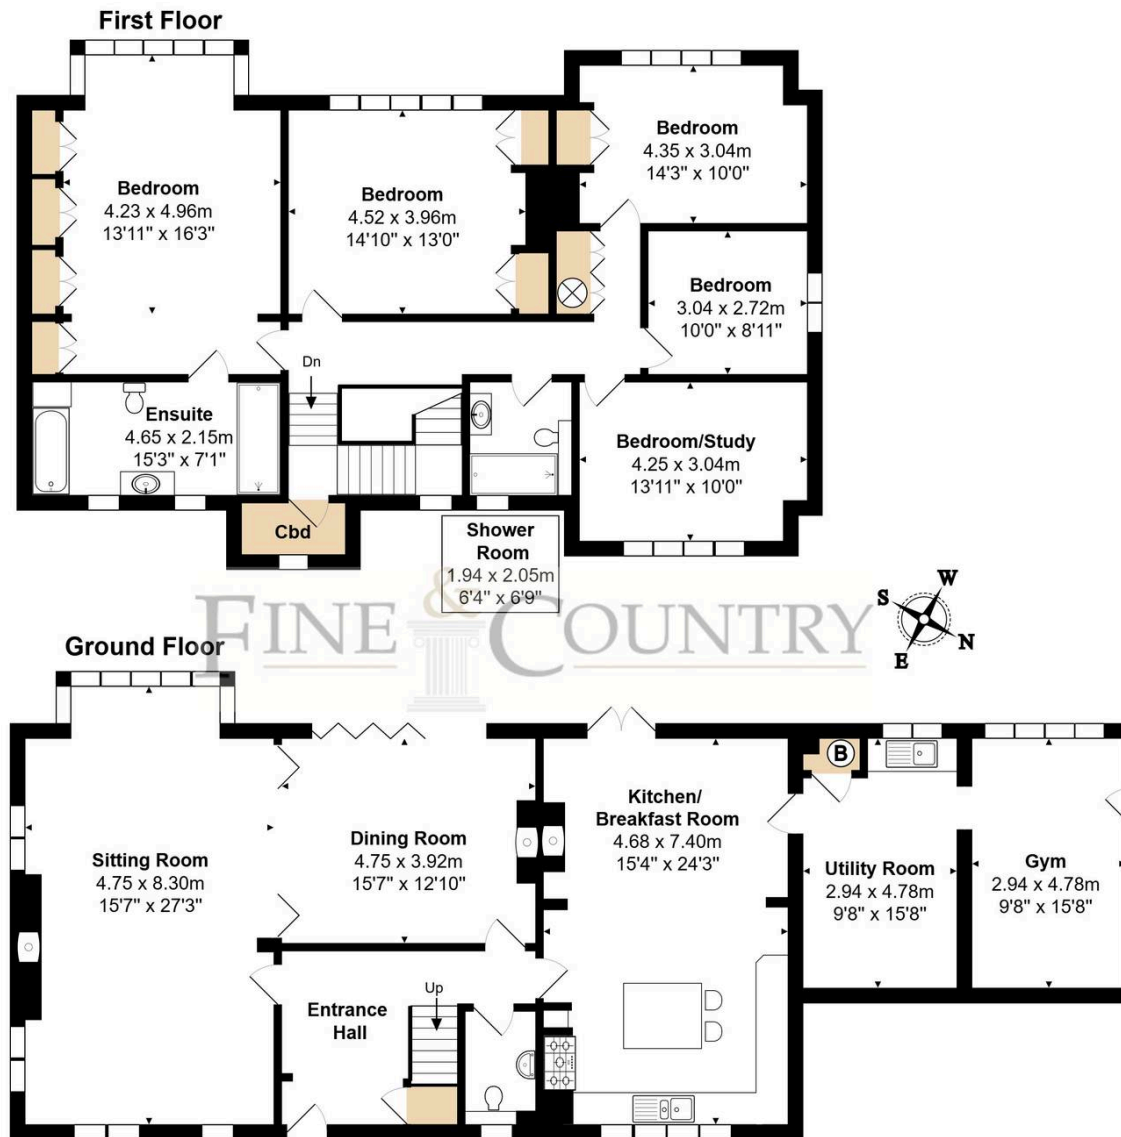 First Floor
Bedroom
4.23 x 4.96m
13'11" x 16'3"
Bedroom
4.52 x 3.96m
14'10" x 13'0"
Bedroom
4.35 x 3.04m
14'3" x 10'0"
Bedroom
3.04 x 2.72m
10'0" x 8'11"
Dn
Ensuite
4.65 x 2.15m
15'3" x 7'1"
Bedroom/Study
4.25 x 3.04m
13'11" x 10'0"
Cbd
Shower
Room
1.94 x 2.05m
6'4" x 6'9"
FINE & COUNTRY
S
W
E
N
Ground Floor
B
Kitchen/
Breakfast Room
4.68 x 7.40m
15'4" x 24'3"
Sitting Room
4.75 x 8.30m
15'7" x 27'3"
Dining Room
4.75 x 3.92m
15'7" x 12'10"
Utility Room
2.94 x 4.78m
9'8" x 15'8"
Gym
2.94 x 4.78m
9'8" x 15'8"
Up
Entrance
Hall